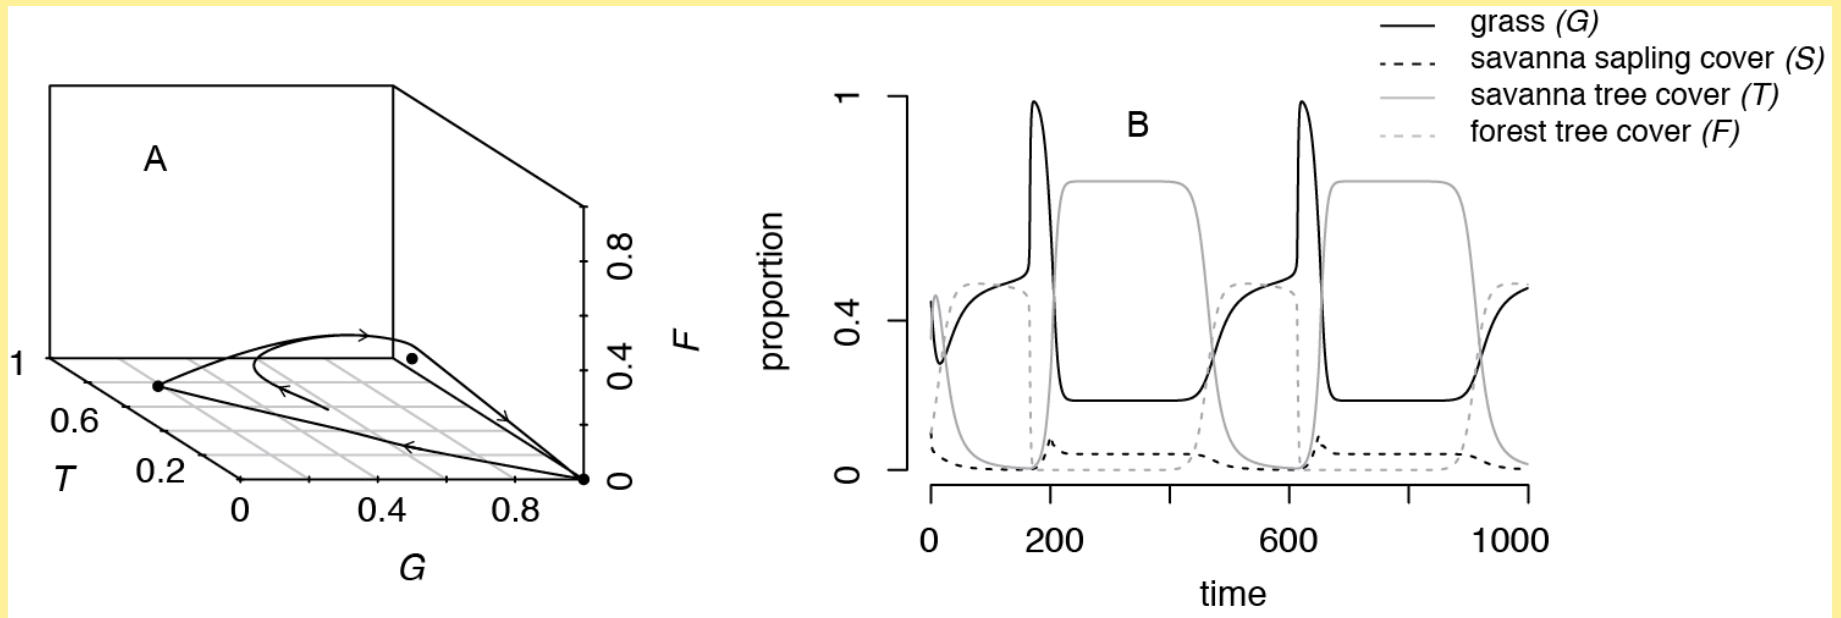 A
1
0.6
T
0.2
0
0.4
0.8
G
0
0.4
0.8
F
grass (G)
savanna sapling cover (S)
savanna tree cover (T)
forest tree cover (F)
B
1
0.4
0
proportion
0
200
600
1000
time